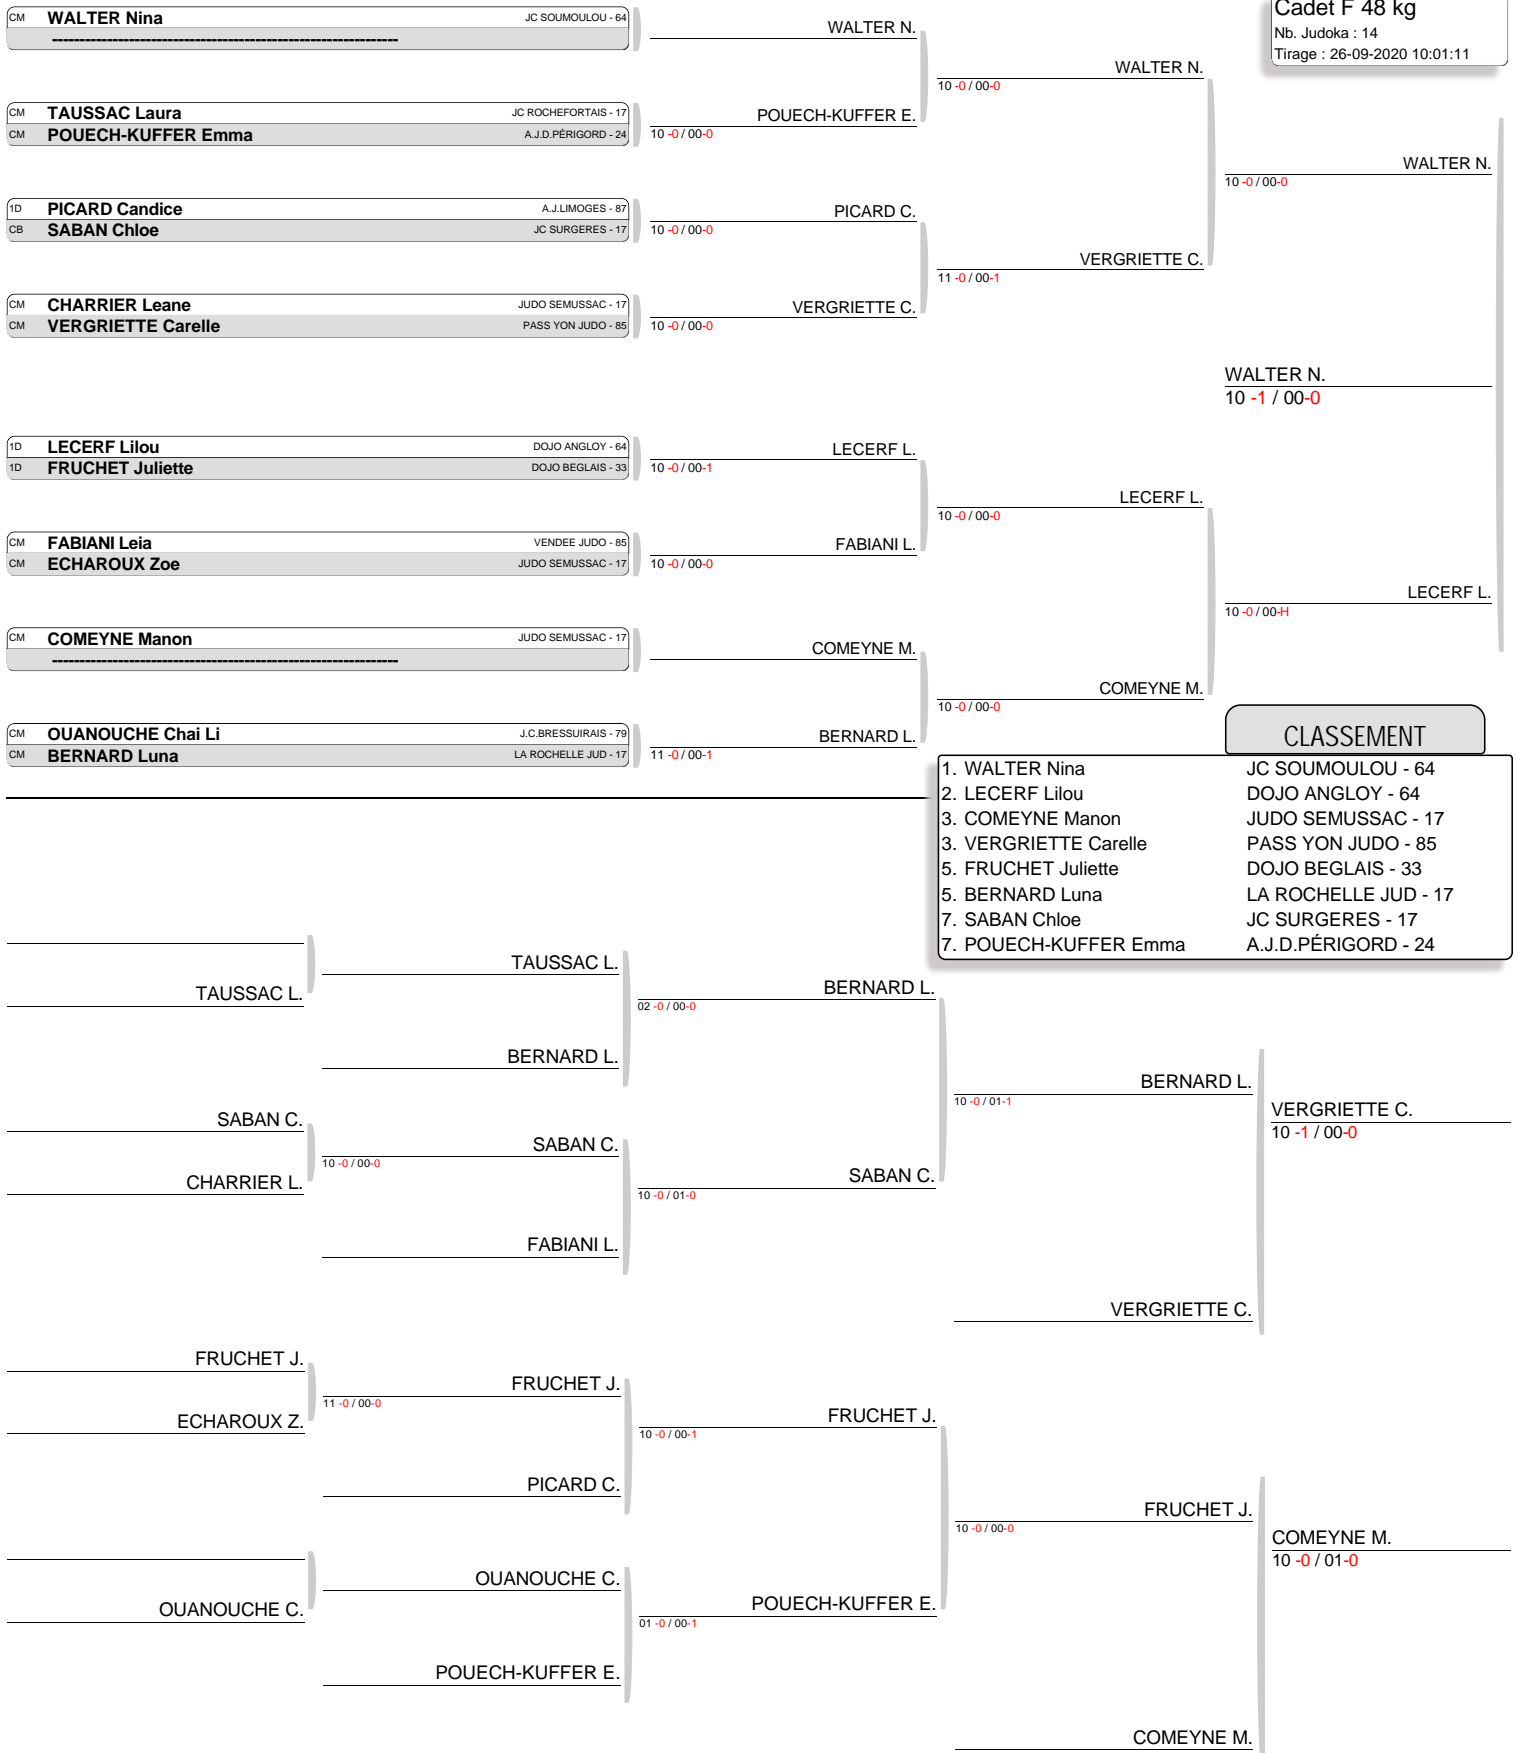 Cadet F 48 kg
Nb. Judoka : 14
Tirage : 26-09-2020 10:01:11
CM WALTER Nina JC SOUMOULOU - 64
----------------------------------------------------------------
WALTER N.
WALTER N.
10 -0 / 00-0
CM TAUSSAC Laura JC ROCHEFORTAIS - 17
CM POUECH-KUFFER Emma A.J.D.PÉRIGORD - 24
POUECH-KUFFER E.
10 -0 / 00-0
WALTER N.
10 -0 / 00-0
1D PICARD Candice A.J.LIMOGES - 87
CB SABAN Chloe JC SURGERES - 17
PICARD C.
10 -0 / 00-0
VERGRIETTE C.
11 -0 / 00-1
CM CHARRIER Leane JUDO SEMUSSAC - 17
CM VERGRIETTE Carelle PASS YON JUDO - 85
VERGRIETTE C.
10 -0 / 00-0
WALTER N.
10 -1 / 00-0
1D LECERF Lilou DOJO ANGLOY - 64
1D FRUCHET Juliette DOJO BEGLAIS - 33
LECERF L.
10 -0 / 00-1
LECERF L.
10 -0 / 00-0
CM FABIANI Leia VENDEE JUDO - 85
CM ECHAROUX Zoe JUDO SEMUSSAC - 17
FABIANI L.
10 -0 / 00-0
LECERF L.
10 -0 / 00-H
CM COMEYNE Manon JUDO SEMUSSAC - 17
----------------------------------------------------------------
COMEYNE M.
COMEYNE M.
10 -0 / 00-0
CM OUANOUCHE Chai Li J.C.BRESSUIRAIS - 79
CM BERNARD Luna LA ROCHELLE JUD - 17
BERNARD L.
11 -0 / 00-1
CLASSEMENT
1. WALTER Nina JC SOUMOULOU - 64
2. LECERF Lilou DOJO ANGLOY - 64
3. COMEYNE Manon JUDO SEMUSSAC - 17
3. VERGRIETTE Carelle PASS YON JUDO - 85
5. FRUCHET Juliette DOJO BEGLAIS - 33
5. BERNARD Luna LA ROCHELLE JUD - 17
7. SABAN Chloe JC SURGERES - 17
7. POUECH-KUFFER Emma A.J.D.PÉRIGORD - 24
TAUSSAC L.
TAUSSAC L.
BERNARD L.
02 -0 / 00-0
BERNARD L.
BERNARD L.
10 -0 / 01-1
VERGRIETTE C.
10 -1 / 00-0
SABAN C.
SABAN C.
10 -0 / 00-0
CHARRIER L.
SABAN C.
10 -0 / 01-0
FABIANI L.
VERGRIETTE C.
FRUCHET J.
FRUCHET J.
11 -0 / 00-0
ECHAROUX Z.
FRUCHET J.
10 -0 / 00-1
PICARD C.
FRUCHET J.
10 -0 / 00-0
COMEYNE M.
10 -0 / 01-0
OUANOUCHE C.
OUANOUCHE C.
POUECH-KUFFER E.
01 -0 / 00-1
POUECH-KUFFER E.
COMEYNE M.